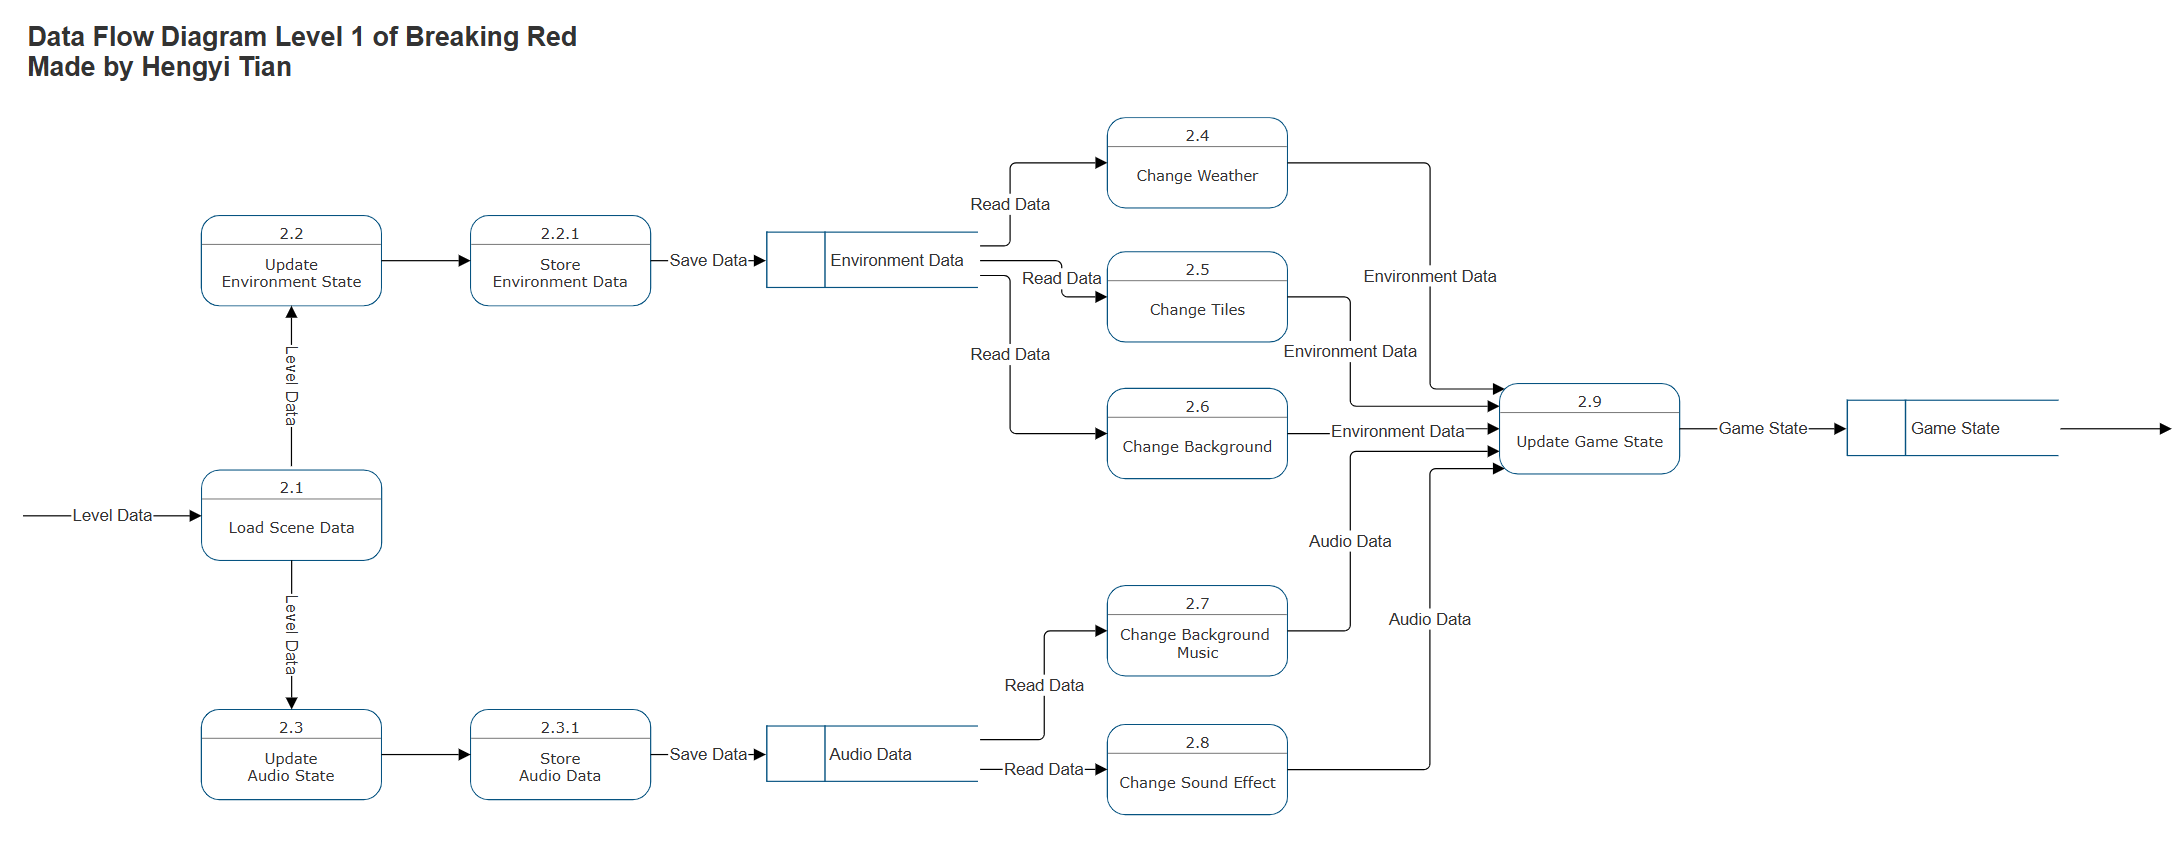 Data Flow Diagram Level 1 of Breaking Red
Made by Hengyi Tian
2.4
Change Weather
Read Data
2.2
Update
Environment State
2.2.1
Store
Environment Data
Save Data
Environment Data
Read Data
2.5
Change Tiles
Environment Data
Environment Data
Read Data
Level Data
2.6
Change Background
Environment Data
2.9
Update Game State
Game State
Game State
2.1
Load Scene Data
Level Data
Audio Data
Level Data
2.7
Change Background
Music
Audio Data
Read Data
2.3
Update
Audio State
2.3.1
Store
Audio Data
Save Data
Audio Data
Read Data
2.8
Change Sound Effect